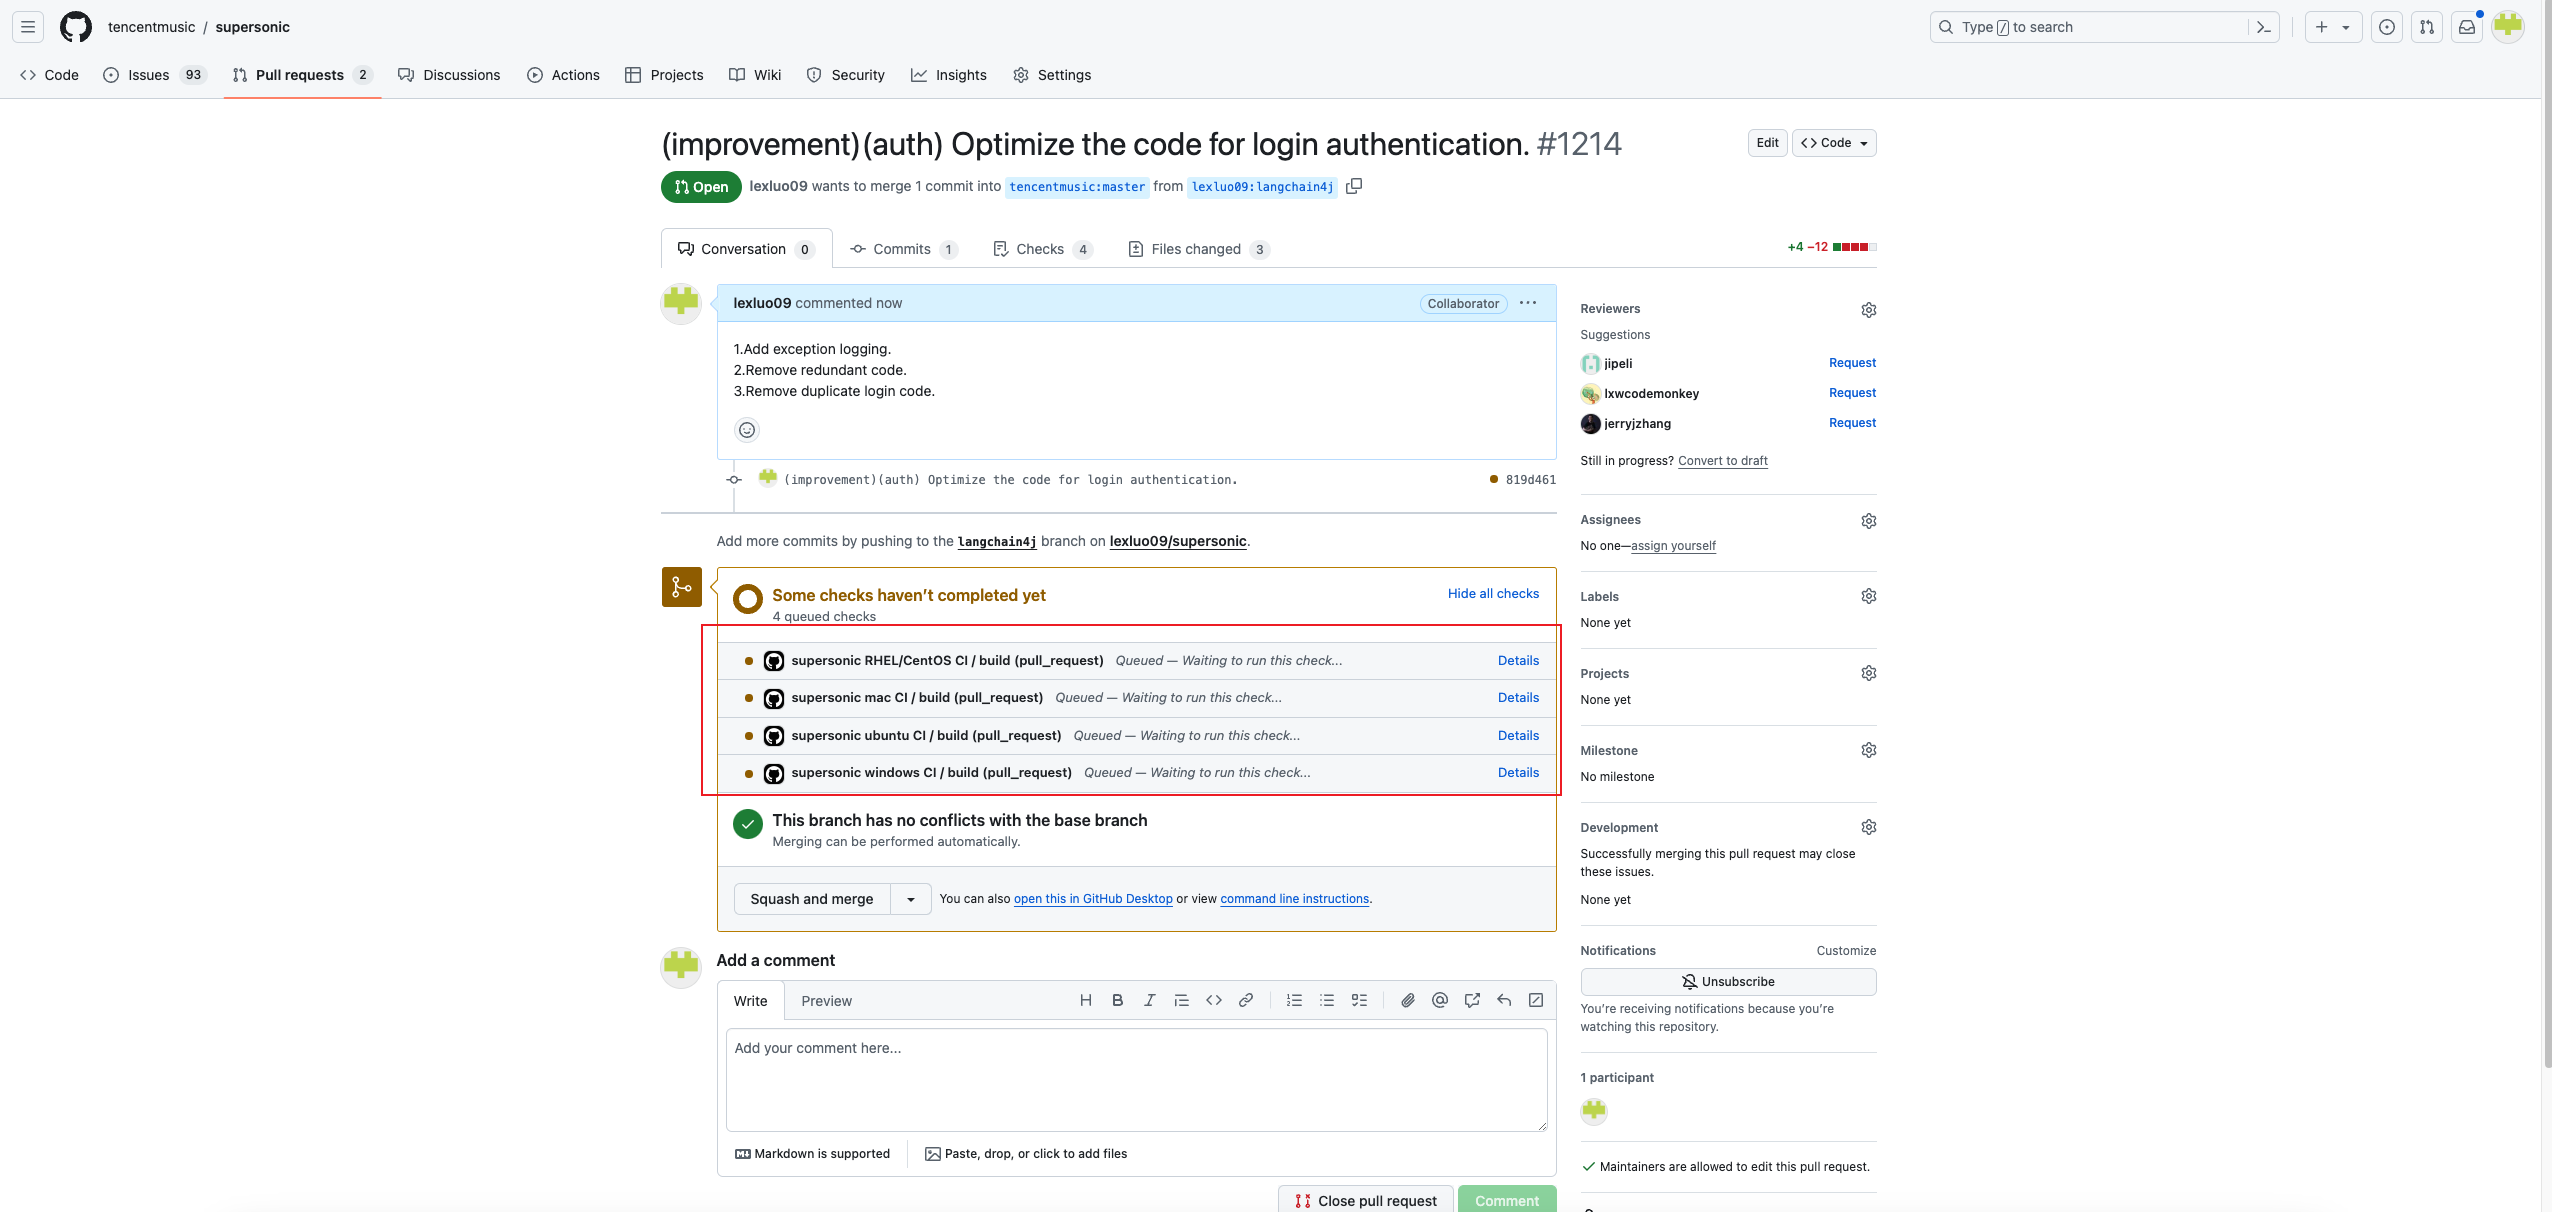 tencentmusic / supersonic
Type / to search
Code
Issues 93
Pull requests 2
Discussions
Actions
Projects
Wiki
Security
Insights
Settings
(improvement)(auth) Optimize the code for login authentication. #1214
Edit
Code
Open
lexluo09 wants to merge 1 commit into tencentmusic:master from lexluo09:langchain4j
Conversation 0
Commits 1
Checks 4
Files changed 3
+4 −12
lexluo09 commented now
Collaborator
1.Add exception logging.
2.Remove redundant code.
3.Remove duplicate login code.
(improvement)(auth) Optimize the code for login authentication.
819d461
Add more commits by pushing to the langchain4j branch on lexluo09/supersonic.
Some checks haven’t completed yet
Hide all checks
4 queued checks
supersonic RHEL/CentOS CI / build (pull_request) Queued — Waiting to run this check... Details
supersonic mac CI / build (pull_request) Queued — Waiting to run this check... Details
supersonic ubuntu CI / build (pull_request) Queued — Waiting to run this check... Details
supersonic windows CI / build (pull_request) Queued — Waiting to run this check... Details
This branch has no conflicts with the base branch
Merging can be performed automatically.
Squash and merge
You can also open this in GitHub Desktop or view command line instructions.
Add a comment
Write
Preview
Add your comment here...
Markdown is supported
Paste, drop, or click to add files
Close pull request
Comment
Reviewers
Suggestions
jipeli Request
lxwcodemonkey Request
jerryjzhang Request
Still in progress? Convert to draft
Assignees
No one—assign yourself
Labels
None yet
Projects
None yet
Milestone
No milestone
Development
Successfully merging this pull request may close
these issues.
None yet
Notifications
Customize
Unsubscribe
You’re receiving notifications because you’re
watching this repository.
1 participant
Maintainers are allowed to edit this pull request.